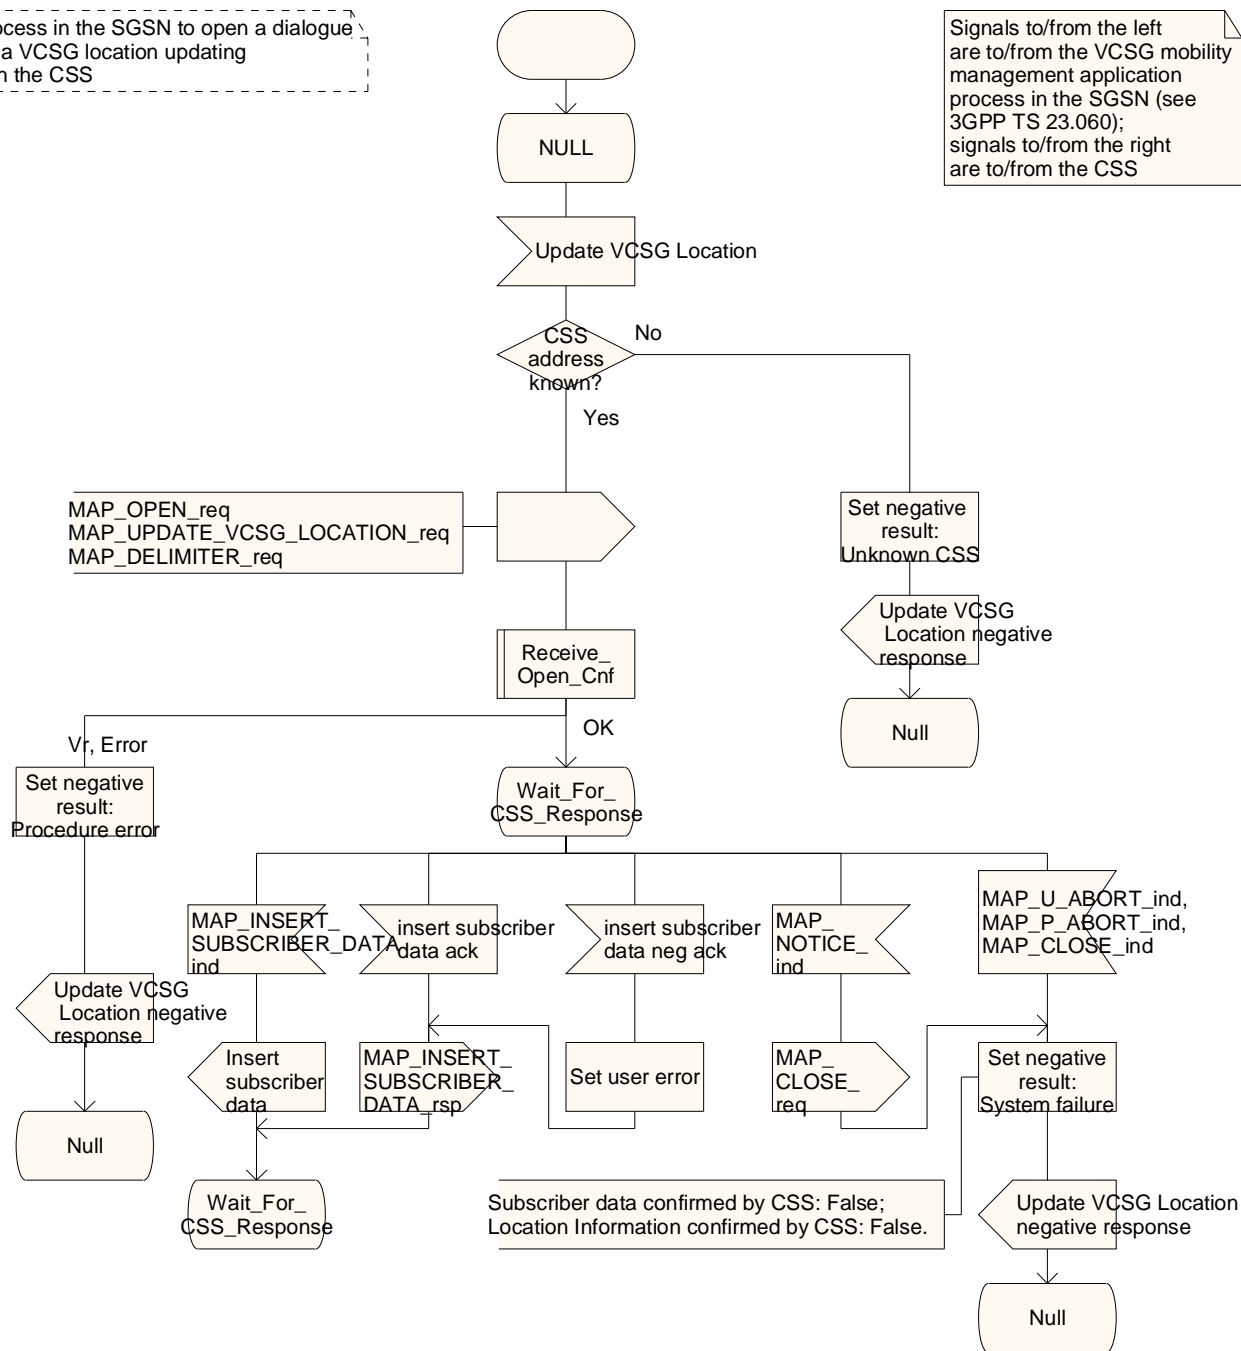 ocess in the SGSN to open a dialogue
a VCSG location updating
n the CSS
Signals to/from the left
are to/from the VCSG mobility
management application
process in the SGSN (see
3GPP TS 23.060);
signals to/from the right
are to/from the CSS
NULL
Update VCSG Location
CSS
address
known?
No
Yes
MAP_OPEN_req
MAP_UPDATE_VCSG_LOCATION_req
MAP_DELIMITER_req
Set negative
result:
Unknown CSS
Update VCSG
Location negative
response
Null
Receive_
Open_Cnf
OK
Vr, Error
Set negative
result:
Procedure error
Wait_For_
CSS_Response
MAP_INSERT_
SUBSCRIBER_DATA_
ind
insert subscriber
data ack
insert subscriber
data neg ack
MAP_
NOTICE_
ind
MAP_U_ABORT_ind,
MAP_P_ABORT_ind,
MAP_CLOSE_ind
Update VCSG
Location negative
response
Insert
subscriber
data
MAP_INSERT_
SUBSCRIBER_
DATA_rsp
Set user error
MAP_
CLOSE_
req
Set negative
result:
System failure
Null
Wait_For_
CSS_Response
Subscriber data confirmed by CSS: False;
Location Information confirmed by CSS: False.
Update VCSG Location
negative response
Null